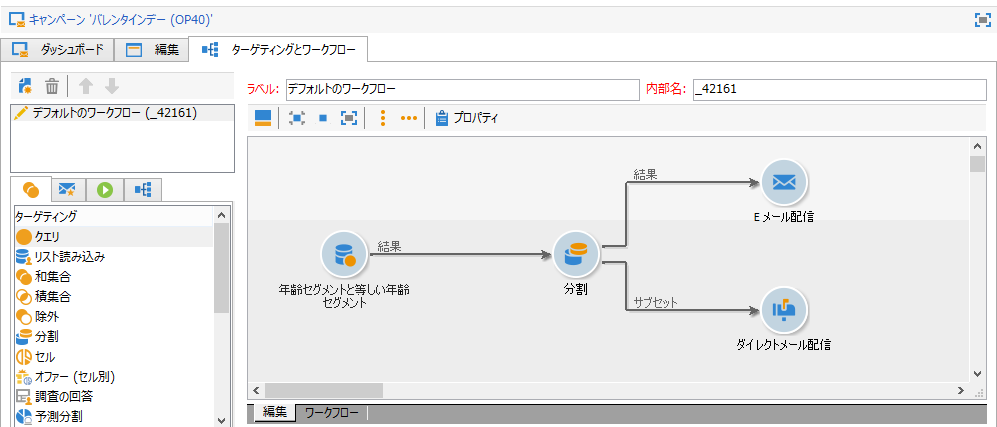 キャンペーン 'バレンタインデー (OP40)'
ダッシュボード
編集
ターゲティングとワークフロー
ラベル:
デフォルトのワークフロー
内部名:
_42161
デフォルトのワークフロー (_42161)
プロパティ
ターゲティング
クエリ
リスト読み込み
和集合
積集合
除外
分割
セル
オファー (セル別)
調査の回答
予測分割
結果
年齢セグメントと等しい年齢
セグメント
分割
結果
Eメール配信
サブセット
ダイレクトメール配信
編集
ワークフロー